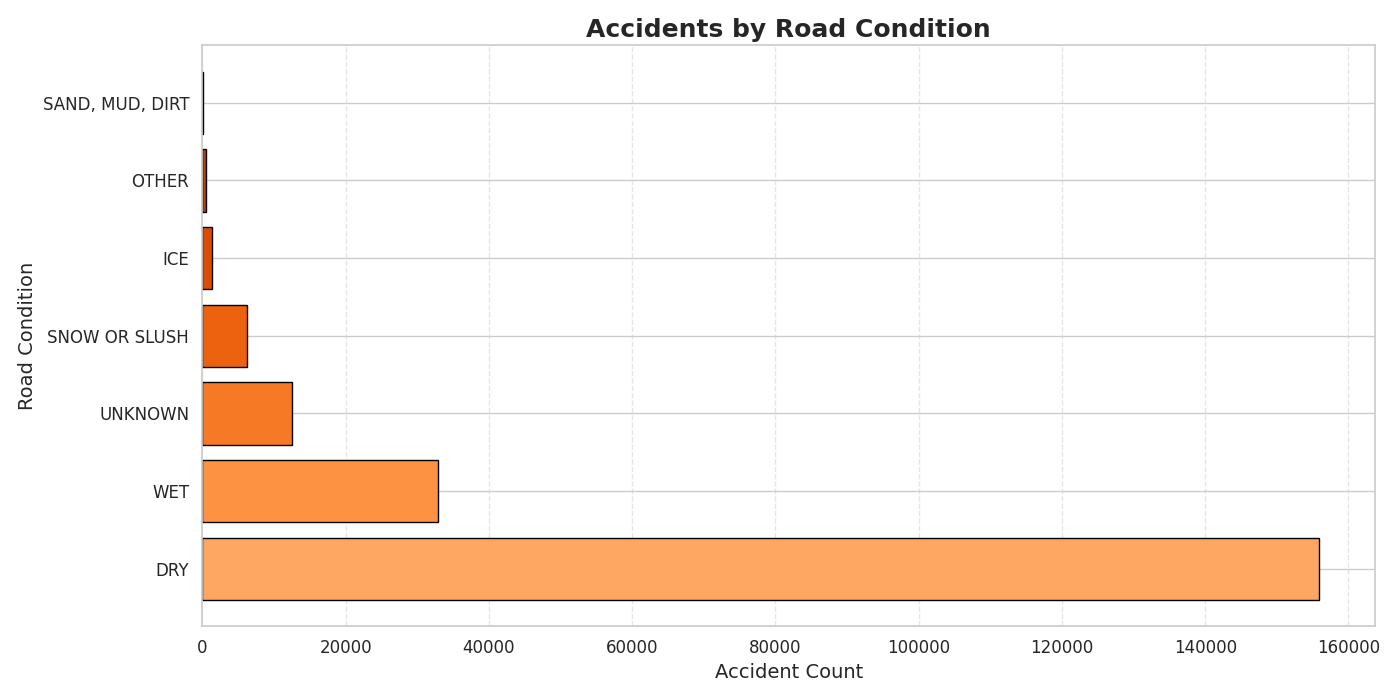 Accidents by Road Condition
SAND, MUD, DIRT
OTHER
ICE
SNOW OR SLUSH
UNKNOWN
WET
DRY
Road Condition
0 20000 40000 60000 80000 100000 120000 140000 160000
Accident Count